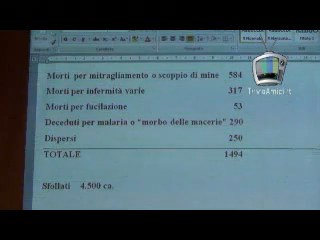 Morti per mitragliamento o scoppio di mine 584
Morti per infermità varie 317
Morti per fucilazione 53
Deceduti per malaria o "morbo delle macerie" 290
Dispersi 250
TOTALE 1494
Sfollati 4.500 ca.